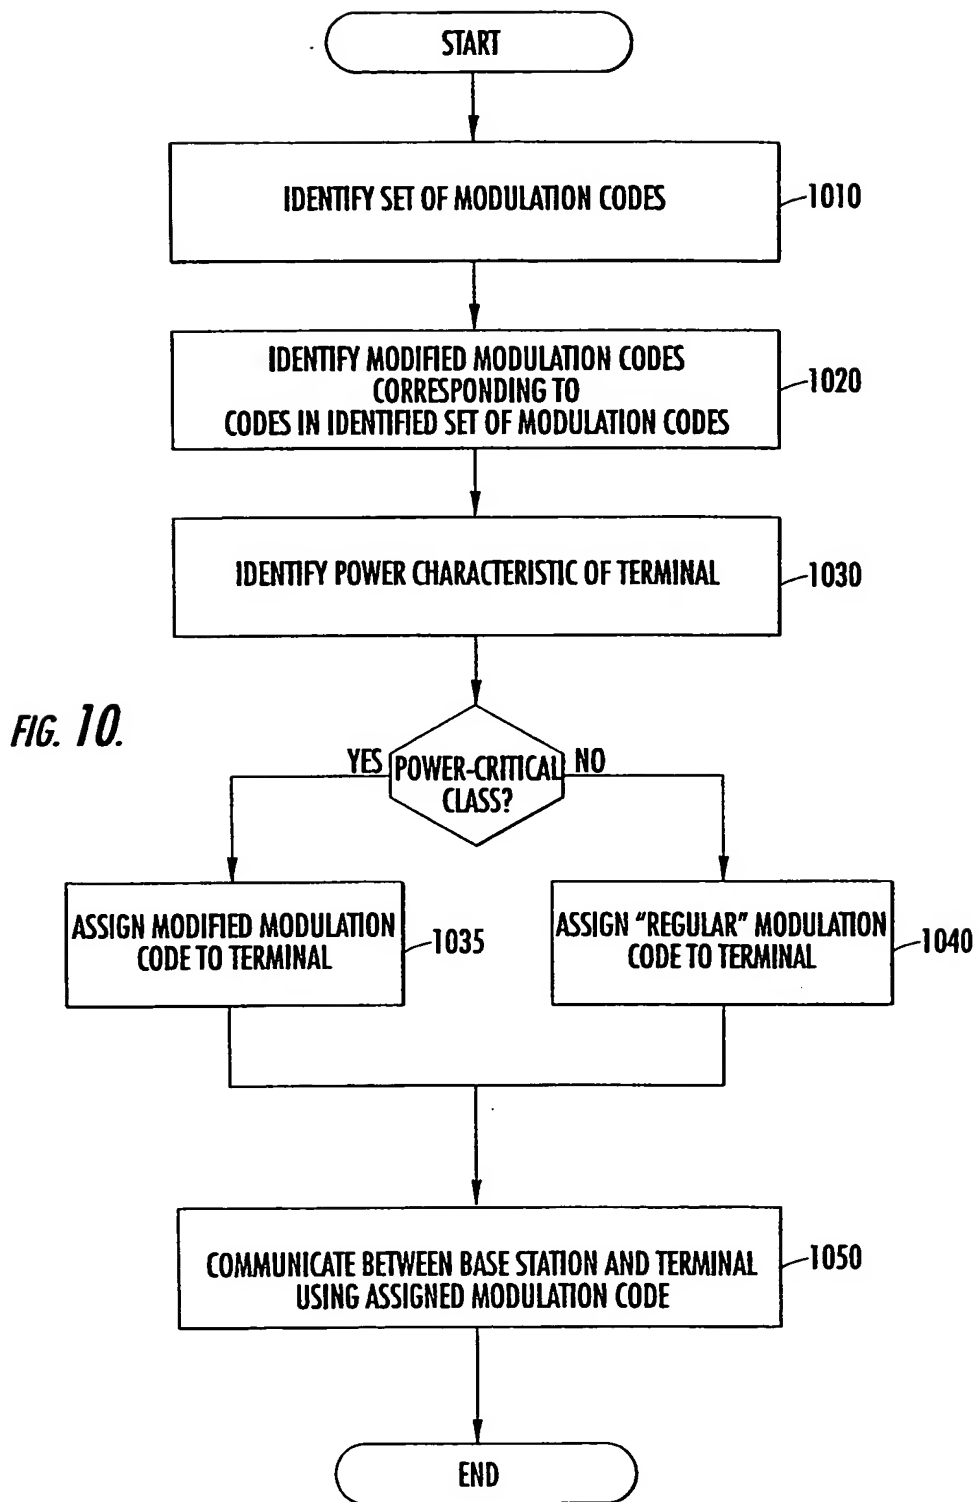 START
IDENTIFY SET OF MODULATION CODES
1010
IDENTIFY MODIFIED MODULATION CODES
CORRESPONDING TO
CODES IN IDENTIFIED SET OF MODULATION CODES
1020
IDENTIFY POWER CHARACTERISTIC OF TERMINAL
1030
FIG. 10.
YES
POWER-CRITICAL
CLASS?
NO
ASSIGN MODIFIED MODULATION
CODE TO TERMINAL
1035
ASSIGN "REGULAR" MODULATION
CODE TO TERMINAL
1040
COMMUNICATE BETWEEN BASE STATION AND TERMINAL
USING ASSIGNED MODULATION CODE
1050
END